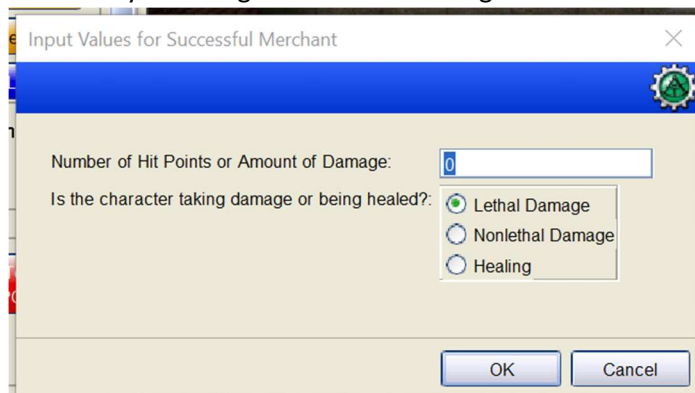 Input Values for Successful Merchant
Number of Hit Points or Amount of Damage:
0
Is the character taking damage or being healed?:
Lethal Damage
Nonlethal Damage
Healing
OK
Cancel